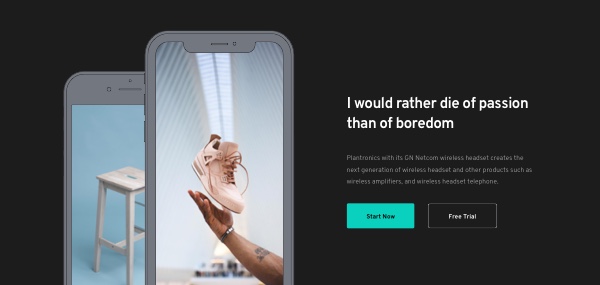 I would rather die of passion
than of boredom
Plantronics with its GN Netcom wireless headset creates the
next generation of wireless headset and other products such as
wireless amplifiers, and wireless headset telephone.
Start Now
Free Trial